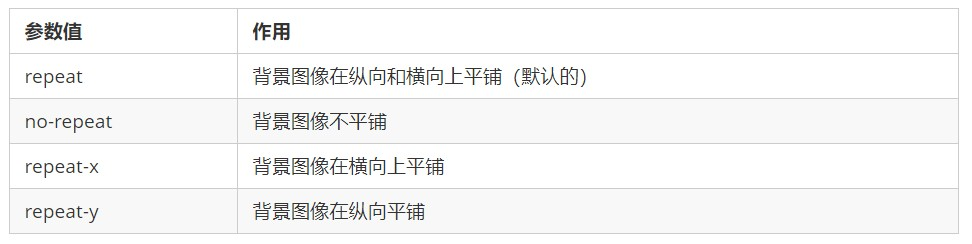 参数值 作用
repeat 背景图像在纵向和横向上平铺（默认的）
no-repeat 背景图像不平铺
repeat-x 背景图像在横向上平铺
repeat-y 背景图像在纵向平铺